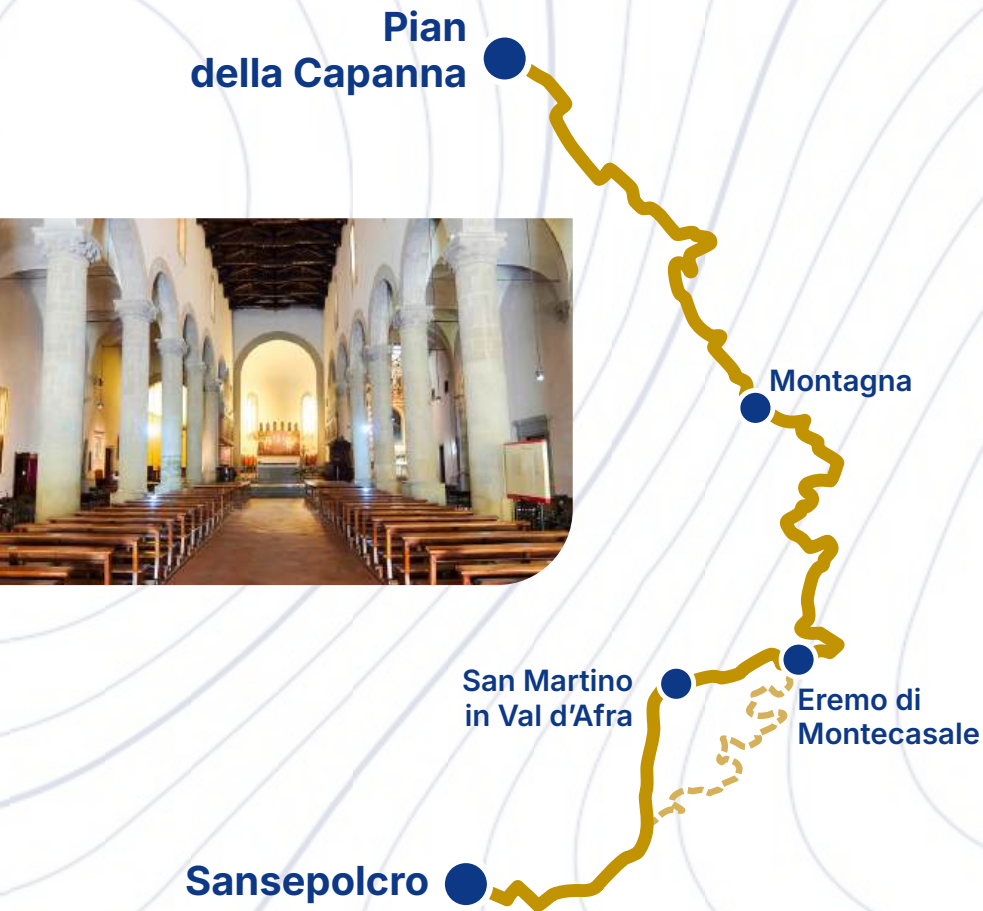 Pian
della Capanna
Montagna
San Martino
in Val d’Afra
Eremo di
Montecasale
Sansepolcro